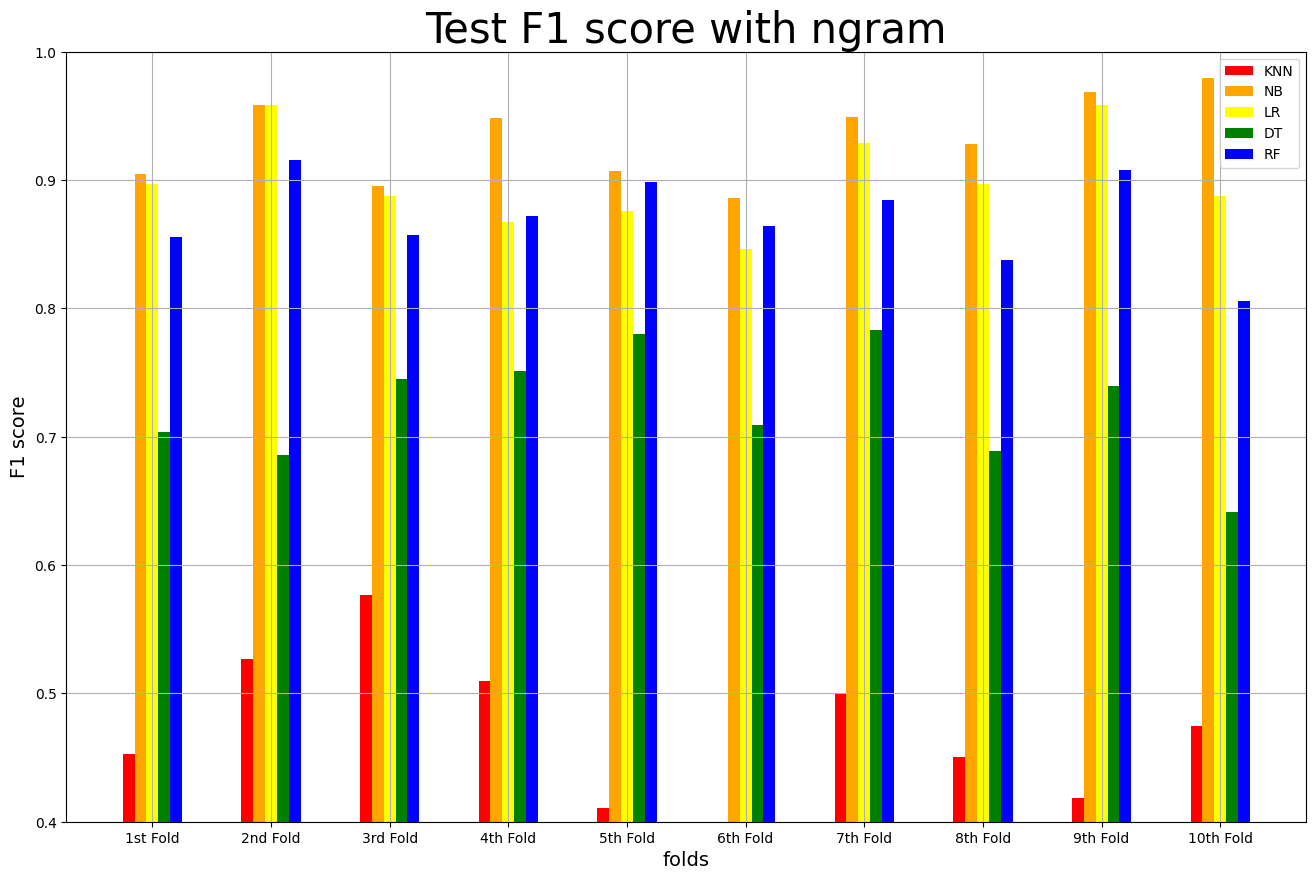 Test F1 score with ngram
1.0
0.9
0.8
0.7
0.6
0.5
0.4
F1 score
KNN
NB
LR
DT
RF
1st Fold 2nd Fold 3rd Fold 4th Fold 5th Fold 6th Fold 7th Fold 8th Fold 9th Fold 10th Fold
folds